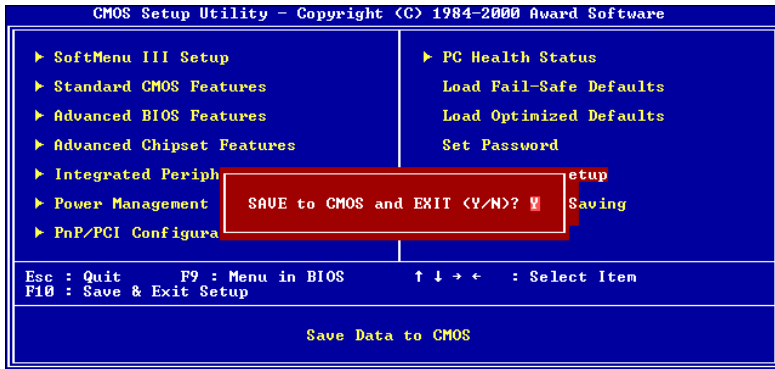 CMOS Setup Utility - Copyright (C) 1984-2000 Award Software
▶ SoftMenu III Setup
▶ Standard CMOS Features
▶ Advanced BIOS Features
▶ Advanced Chipset Features
▶ Integrated Periph
▶ Power Management
▶ PnP/PCI Configura
▶ PC Health Status
Load Fail-Safe Defaults
Load Optimized Defaults
Set Password
etup
Saving
SAVE to CMOS and EXIT (Y/N)? Y
Esc : Quit F9 : Menu in BIOS ↑ ↓ → ← : Select Item
F10 : Save & Exit Setup
Save Data to CMOS